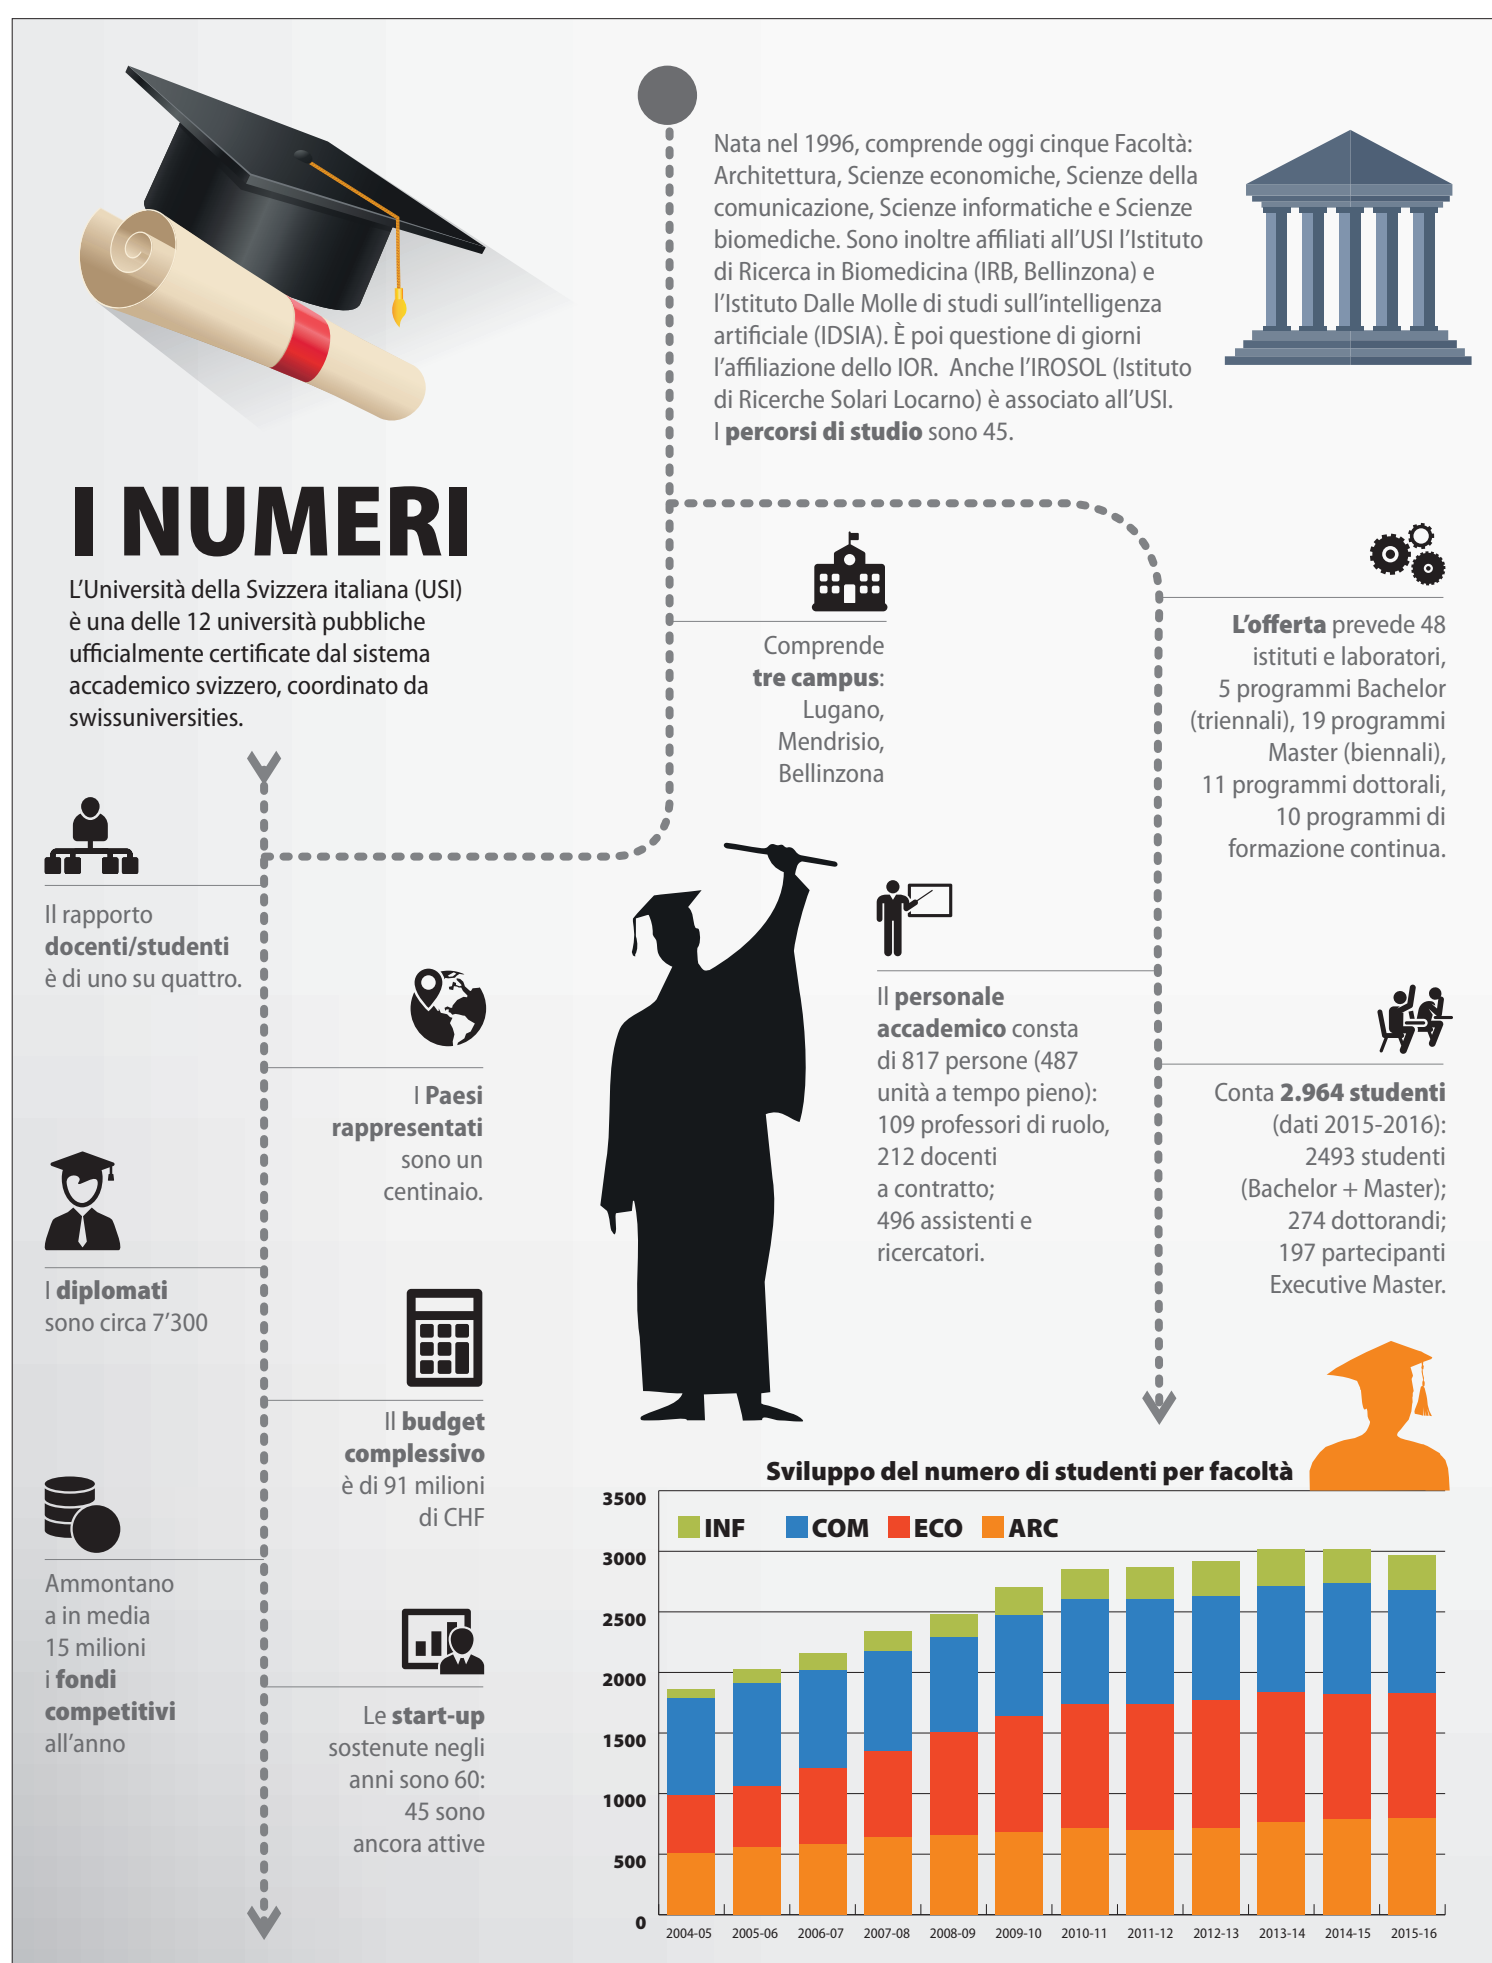 I NUMERI
L'Università della Svizzera italiana (USI)
è una delle 12 università pubbliche
ufficialmente certificate dal sistema
accademico svizzero, coordinato da
swissuniversities.
Nata nel 1996, comprende oggi cinque Facoltà:
Architettura, Scienze economiche, Scienze della
comunicazione, Scienze informatiche e Scienze
biomediche. Sono inoltre affiliati all'USI l'Istituto
di Ricerca in Biomedicina (IRB, Bellinzona) e
l'Istituto Dalle Molle di studi sull'intelligenza
artificiale (IDSIA). È poi questione di giorni
l'affiliazione dello IOR. Anche l'IROSOL (Istituto
di Ricerche Solari Locarno) è associato all'USI.
I percorsi di studio sono 45.
Comprende
tre campus:
Lugano,
Mendrisio,
Bellinzona
L'offerta prevede 48
istituti e laboratori,
5 programmi Bachelor
(triennali), 19 programmi
Master (biennali),
11 programmi dottorali,
10 programmi di
formazione continua.
Il rapporto
docenti/studenti
è di uno su quattro.
I Paesi
rappresentati
sono un
centinaio.
I diplomati
sono circa 7'300
Il budget
complessivo
è di 91 milioni
di CHF
Ammontano
a in media
15 milioni
i fondi
competitivi
all'anno
Le start-up
sostenute negli
anni sono 60:
45 sono
ancora attive
Il personale
accademico consta
di 817 persone (487
unità a tempo pieno):
109 professori di ruolo,
212 docenti
a contratto;
496 assistenti e
ricercatori.
Conta 2.964 studenti
(dati 2015-2016):
2493 studenti
(Bachelor + Master);
274 dottorandi;
197 partecipanti
Executive Master.
Sviluppo del numero di studenti per facoltà
INF COM ECO ARC
3500
3000
2500
2000
1500
1000
500
0
2004-05 2005-06 2006-07 2007-08 2008-09 2009-10 2010-11 2011-12 2012-13 2013-14 2014-15 2015-16